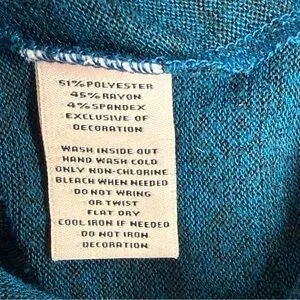 51% POLYESTER
45% RAYON
4% SPANDEX
EXCLUSIVE OF
DECORATION
WASH INSIDE OUT
HAND WASH COLD
ONLY NON-CHLORINE
BLEACH WHEN NEEDED
DO NOT WRING
OR TWIST
FLAT DRY
COOL IRON IF NEEDED
DO NOT IRON
DECORATION.